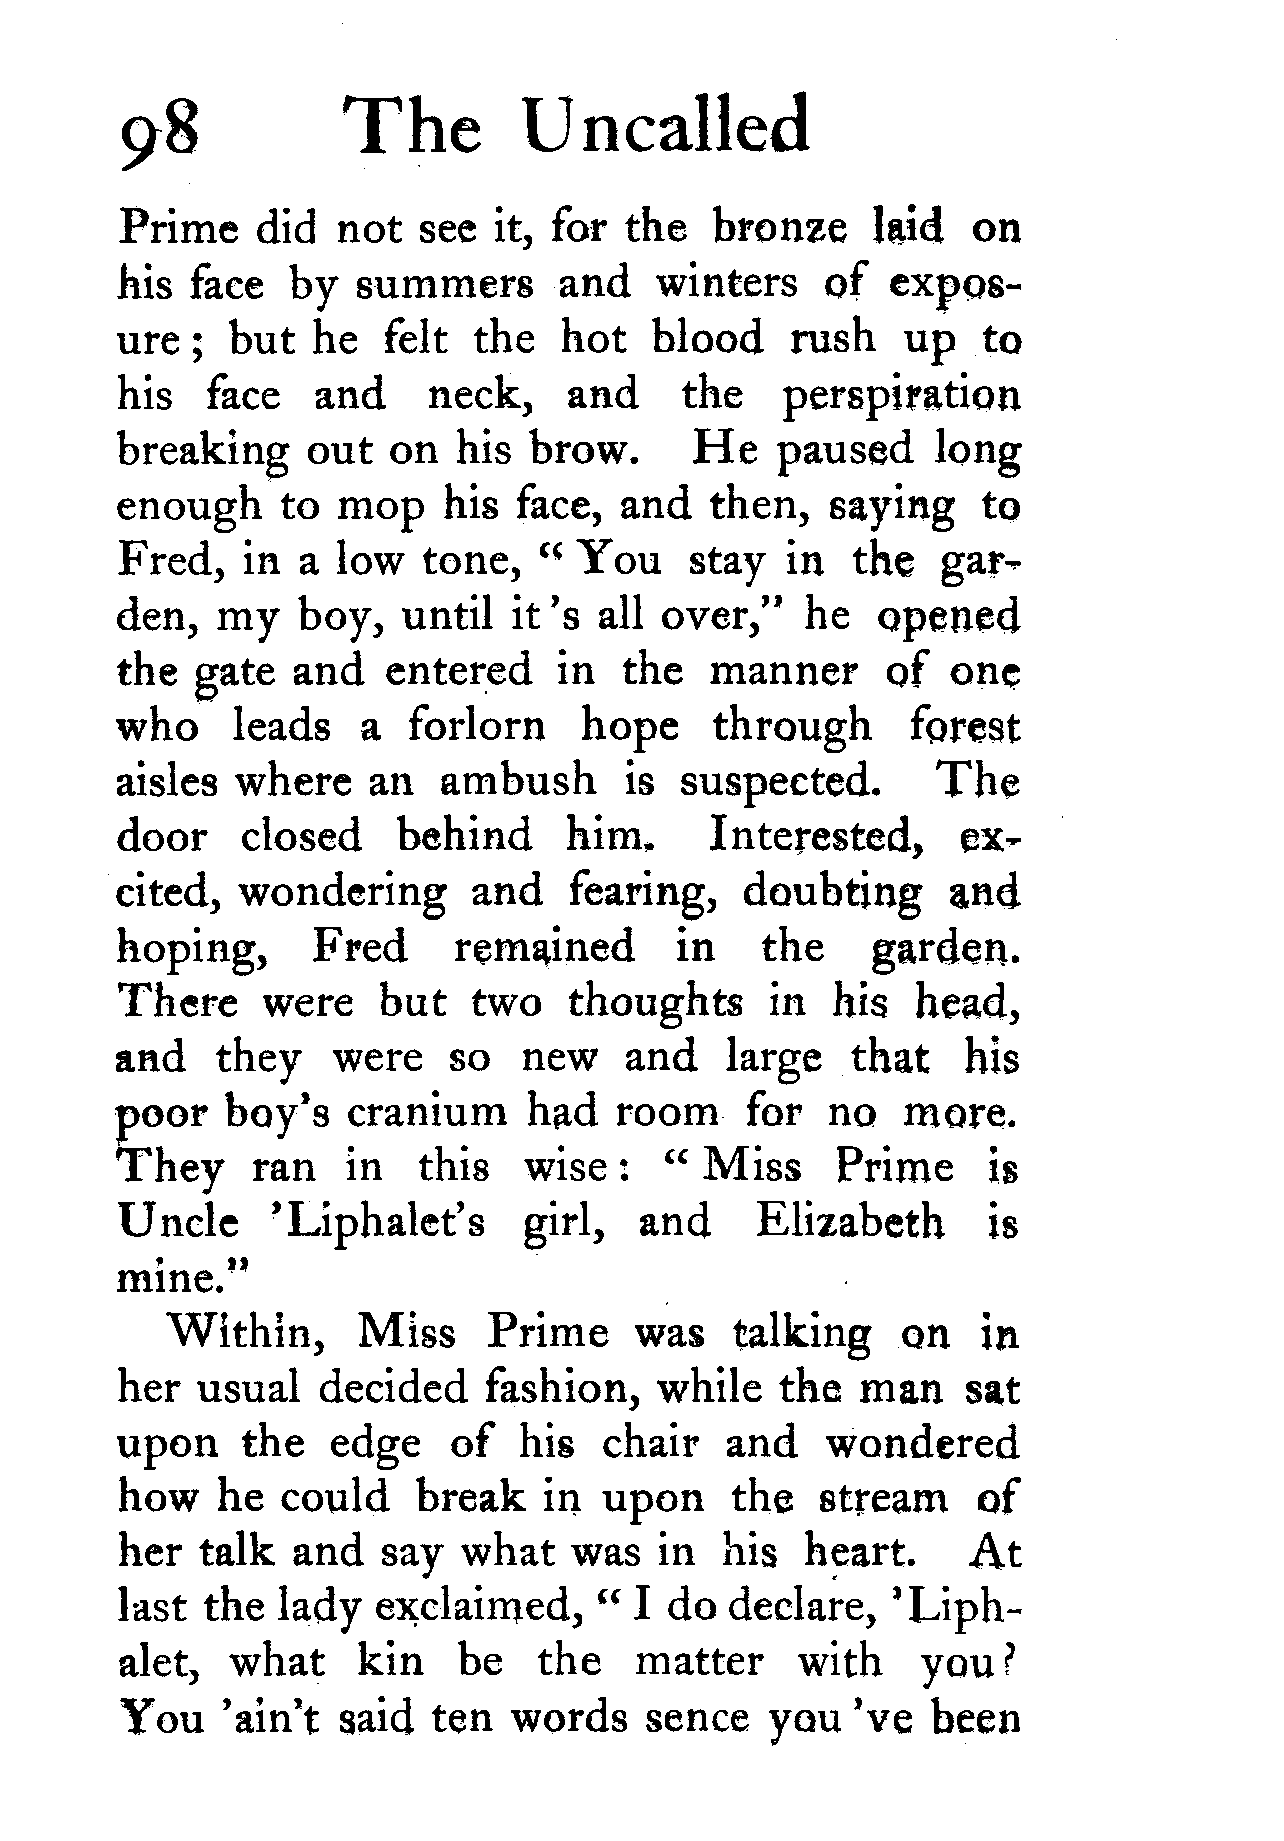 98 The Uncalled
Prime did not see it, for the bronze laid on
his face by summers and winters of expos-
ure ; but he felt the hot blood rush up to
his face and neck, and the perspiration
breaking out on his brow. He paused long
enough to mop his face, and then, saying to
Fred, in a low tone, “ You stay in the gar-
den, my boy, until it ’s all over,” he opened
the gate and entered in the manner of one
who leads a forlorn hope through forest
aisles where an ambush is suspected. The
door closed behind him. Interested, ex-
cited, wondering and fearing, doubting and
hoping, Fred remained in the garden.
There were but two thoughts in his head,
and they were so new and large that his
poor boy’s cranium had room for no more.
They ran in this wise : “ Miss Prime is
Uncle ’Liphalet’s girl, and Elizabeth is
mine.”
Within, Miss Prime was talking on in
her usual decided fashion, while the man sat
upon the edge of his chair and wondered
how he could break in upon the stream of
her talk and say what was in his heart. At
last the lady exclaimed, “ I do declare, ’Liph-
alet, what kin be the matter with you ?
You ’ain’t said ten words sence you ’ve been